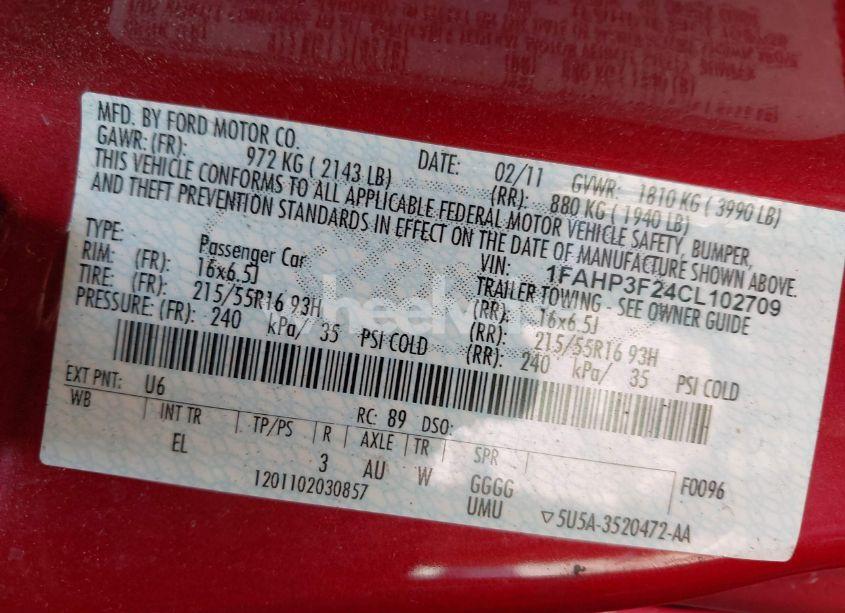 MFD. BY FORD MOTOR CO.
DATE: 02/11 GVWR: 1810 KG ( 3990 LB)
GAWR: (FR): 972 KG ( 2143 LB) (RR): 880 KG ( 1940 LB)
THIS VEHICLE CONFORMS TO ALL APPLICABLE FEDERAL MOTOR VEHICLE SAFETY, BUMPER,
AND THEFT PREVENTION STANDARDS IN EFFECT ON THE DATE OF MANUFACTURE SHOWN ABOVE.
VIN: 1FAHP3F24CL102709
TYPE: Passenger Car TRAILER TOWING - SEE OWNER GUIDE
RIM: (FR): 16x6.5J (RR): 16x6.5J
TIRE: (FR): 215/55R16 93H (RR): 215/55R16 93H
PRESSURE: (FR): 240 kPa/ 35 PSI COLD (RR): 240 kPa/ 35 PSI COLD
EXT PNT: U6 RC: 89 DSO:
WB INT TR TP/PS R AXLE TR SPR
EL 3 AU W GGGG F0096
1201102030857 UMU ▽5U5A-3520472-AA